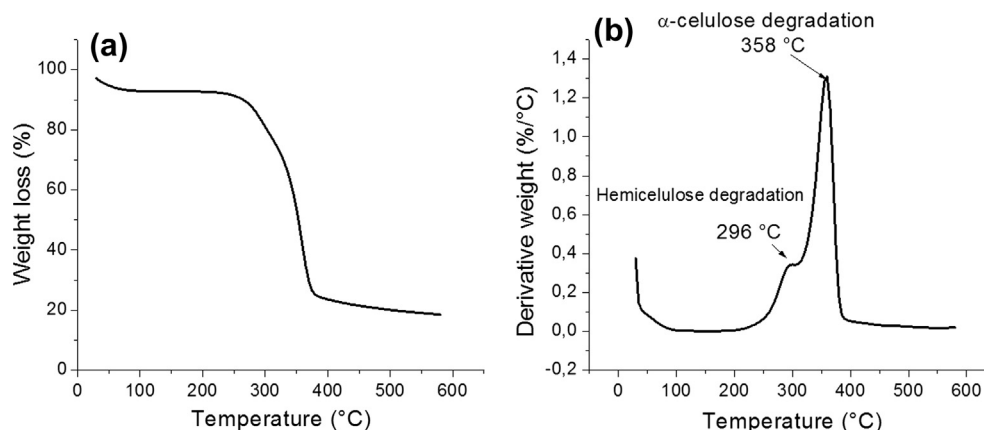 (a)
100
80
60
40
20
0
0 100 200 300 400 500 600
Weight loss (%)
Temperature (°C)
(b)
α-celulose degradation
358 °C
Hemicelulose degradation
296 °C
1,4
1,2
1,0
0,8
0,6
0,4
0,2
0,0
-0,2
0 100 200 300 400 500 600
Derivative weight (%/°C)
Temperature (°C)